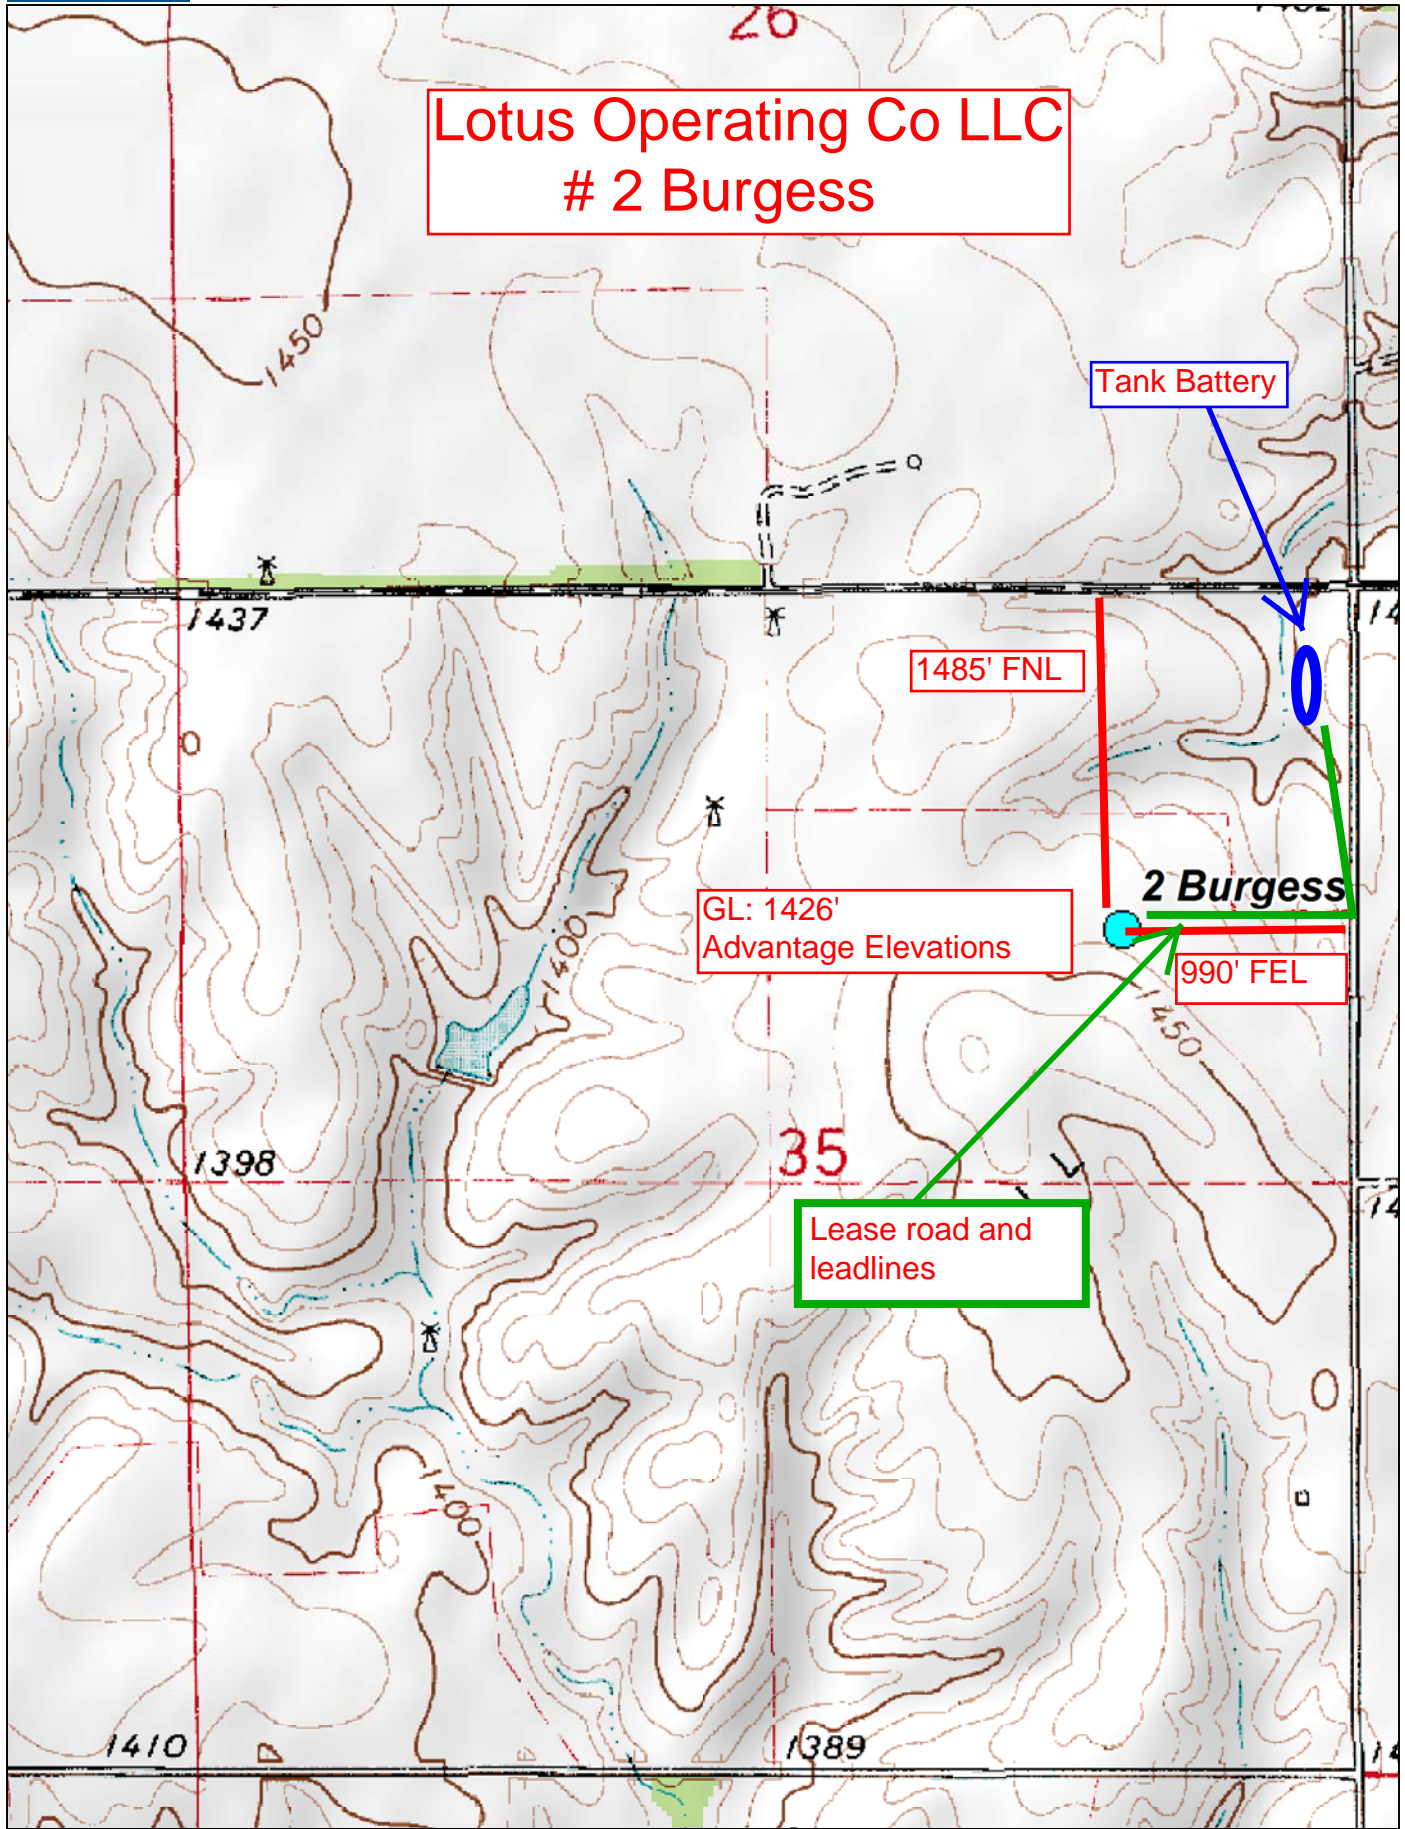 26
Lotus Operating Co LLC
# 2 Burgess
1450
Tank Battery
1437
1485' FNL
2 Burgess
GL: 1426'
Advantage Elevations
1400
990' FEL
1450
1398
35
Lease road and
leadlines
1400
1410
1389